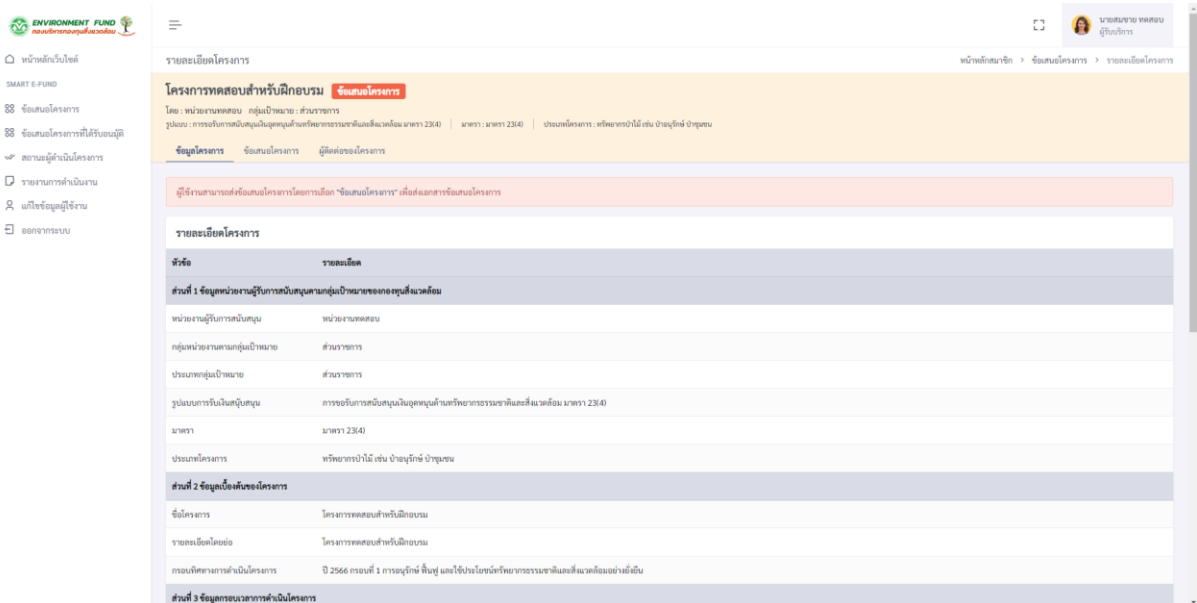 ENVIRONMENT FUND
กองบริหารกองทุนสิ่งแวดล้อม
หน้าหลักเว็บไซต์
SMART E-FUND
ข้อเสนอโครงการ
ข้อเสนอโครงการที่ได้รับอนุมัติ
สถานะผู้ดำเนินโครงการ
รายงานการดำเนินงาน
แก้ไขข้อมูลผู้ใช้งาน
ออกจากระบบ
นายสมชาย ทดสอบ
ผู้รับบริการ
รายละเอียดโครงการ
หน้าหลักสมาชิก > ข้อเสนอโครงการ > รายละเอียดโครงการ
โครงการทดสอบสำหรับฝึกอบรม ข้อเสนอโครงการ
โดย : หน่วยงานทดสอบ กลุ่มเป้าหมาย : ส่วนราชการ
รูปแบบ : การขอรับการสนับสนุนเงินอุดหนุนด้านทรัพยากรธรรมชาติและสิ่งแวดล้อม มาตรา 23(4) มาตรา : มาตรา 23(4) ประเภทโครงการ : ทรัพยากรป่าไม้ เช่น ป่าอนุรักษ์ ป่าชุมชน
ข้อมูลโครงการ ข้อเสนอโครงการ ผู้ติดต่อของโครงการ
ผู้ใช้งานสามารถส่งข้อเสนอโครงการโดยการเลือก "ข้อเสนอโครงการ" เพื่อส่งเอกสารข้อเสนอโครงการ
รายละเอียดโครงการ
หัวข้อ รายละเอียด
ส่วนที่ 1 ข้อมูลหน่วยงานผู้รับการสนับสนุนตามกลุ่มเป้าหมายของกองทุนสิ่งแวดล้อม
หน่วยงานผู้รับการสนับสนุน หน่วยงานทดสอบ
กลุ่มหน่วยงานตามกลุ่มเป้าหมาย ส่วนราชการ
ประเภทกลุ่มเป้าหมาย ส่วนราชการ
รูปแบบการรับเงินสนับสนุน การขอรับการสนับสนุนเงินอุดหนุนด้านทรัพยากรธรรมชาติและสิ่งแวดล้อม มาตรา 23(4)
มาตรา มาตรา 23(4)
ประเภทโครงการ ทรัพยากรป่าไม้ เช่น ป่าอนุรักษ์ ป่าชุมชน
ส่วนที่ 2 ข้อมูลเบื้องต้นของโครงการ
ชื่อโครงการ โครงการทดสอบสำหรับฝึกอบรม
รายละเอียดโดยย่อ โครงการทดสอบสำหรับฝึกอบรม
กรอบทิศทางการดำเนินโครงการ ปี 2566 กรอบที่ 1 การอนุรักษ์ ฟื้นฟู และใช้ประโยชน์ทรัพยากรธรรมชาติและสิ่งแวดล้อมอย่างยั่งยืน
ส่วนที่ 3 ข้อมูลกรอบเวลาการดำเนินโครงการ